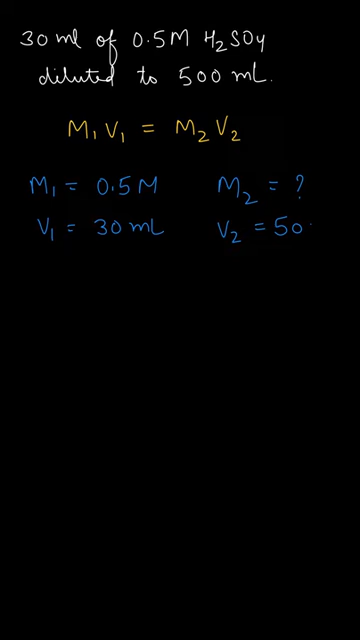 30 ml of 0.5M H₂SO₄
diluted to 500 mL.
M₁V₁ = M₂V₂
M₁ = 0.5M M₂ = ?
V₁ = 30 mL V₂ = 50